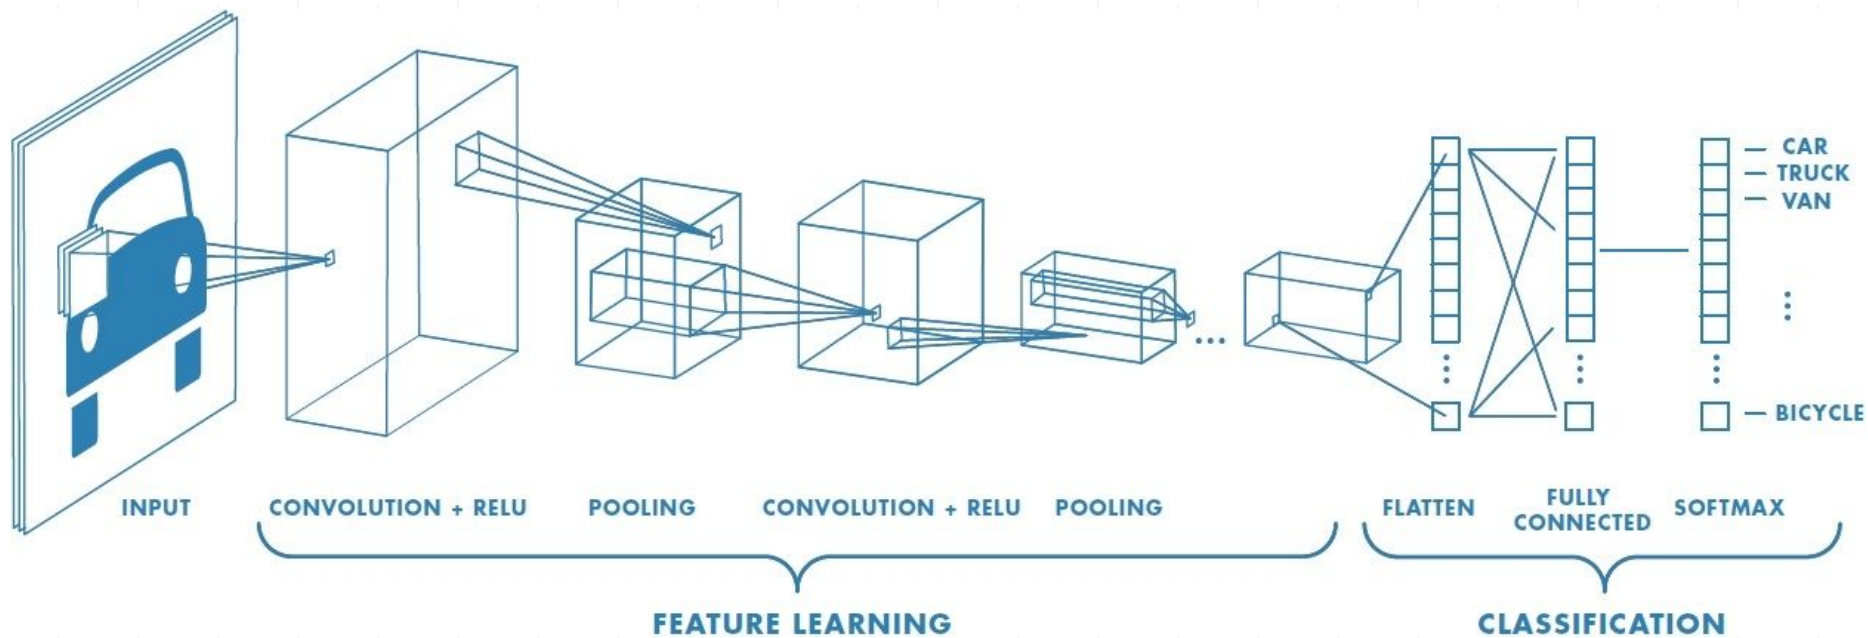 CAR
TRUCK
VAN
BICYCLE
INPUT
CONVOLUTION + RELU
POOLING
CONVOLUTION + RELU
POOLING
FLATTEN
FULLY
CONNECTED
SOFTMAX
FEATURE LEARNING
CLASSIFICATION